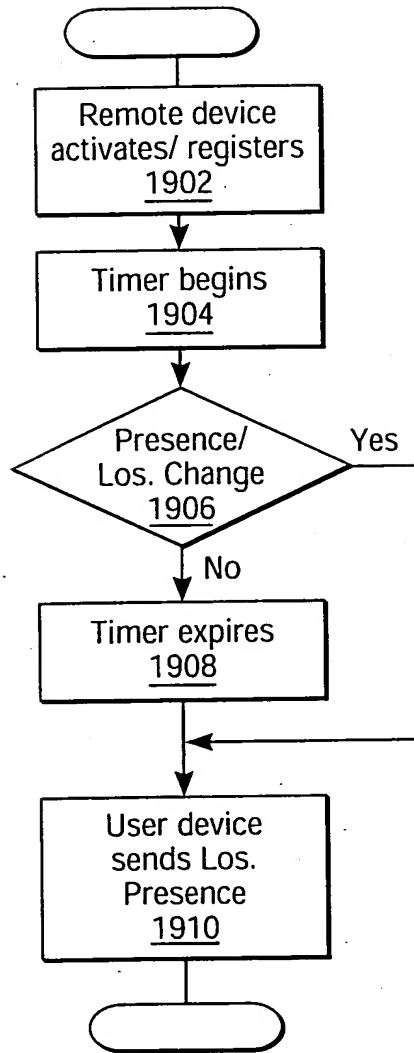 Remote device
activates/ registers
1902
Timer begins
1904
Presence/
Los. Change
1906
Yes
No
Timer expires
1908
User device
sends Los.
Presence
1910